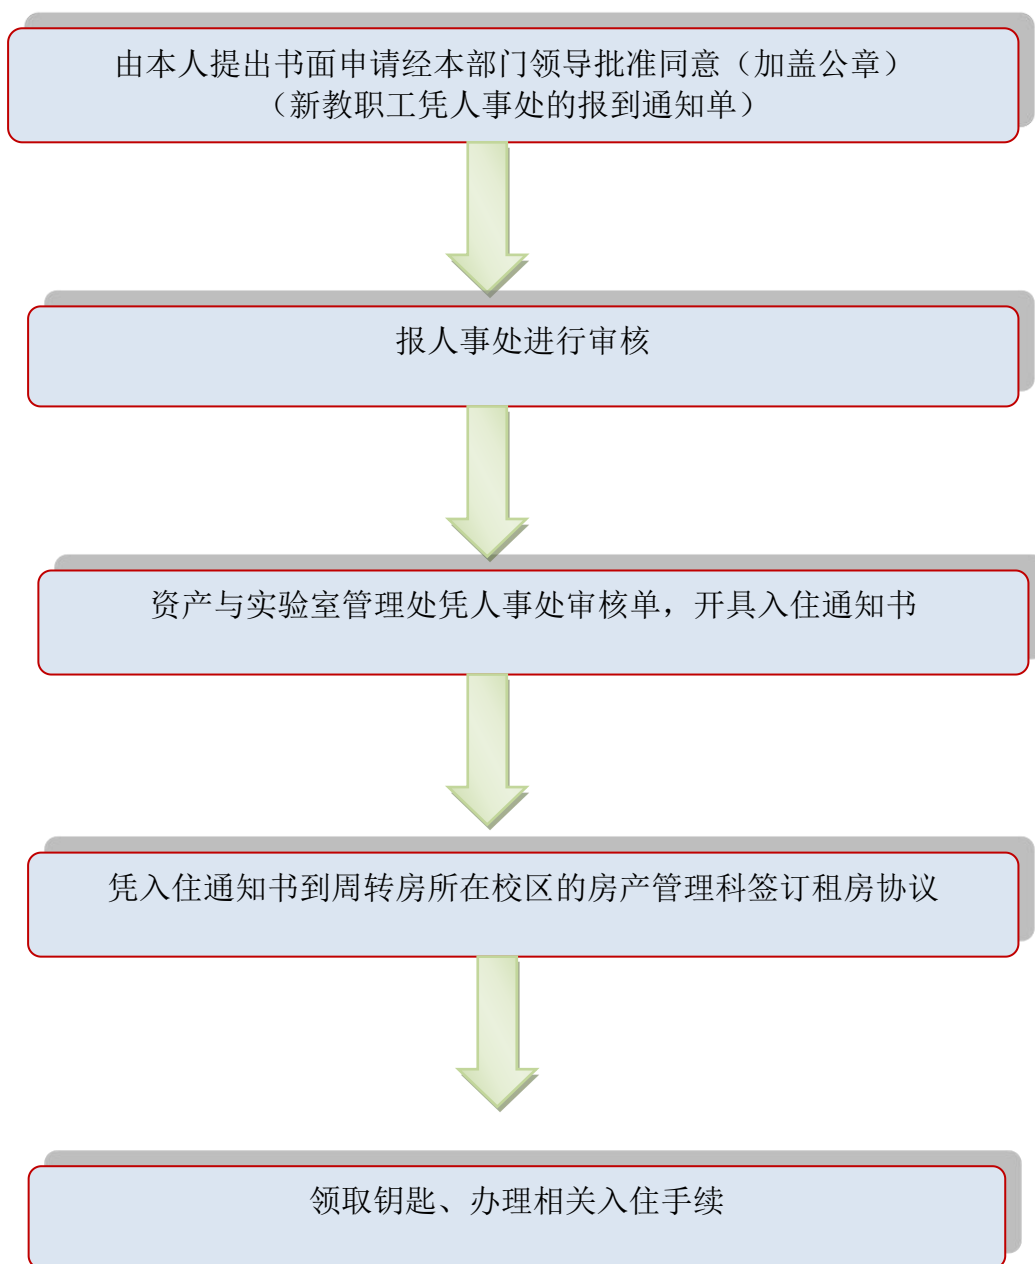 由本人提出书面申请经本部门领导批准同意（加盖公章）
（新教职工凭人事处的报到通知单）
报人事处进行审核
资产与实验室管理处凭人事处审核单，开具入住通知书
凭入住通知书到周转房所在校区的房产管理科签订租房协议
领取钥匙、办理相关入住手续